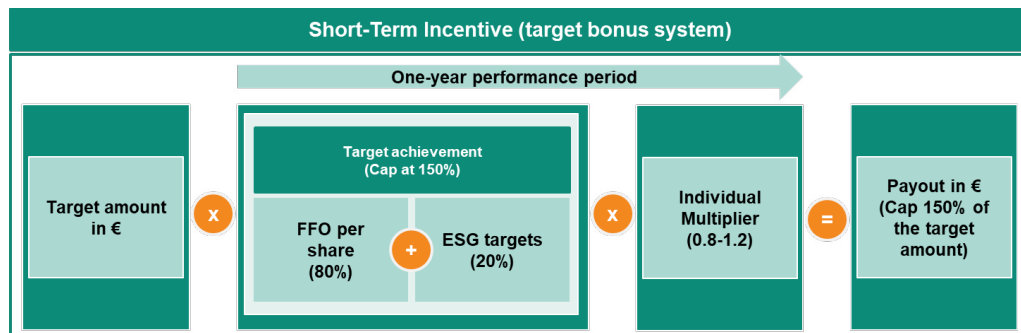 Short-Term Incentive (target bonus system)
One-year performance period
Target amount
in €
x
Target achievement
(Cap at 150%)
FFO per
share
(80%)
+
ESG targets
(20%)
x
Individual
Multiplier
(0.8-1.2)
=
Payout in €
(Cap 150% of
the target
amount)